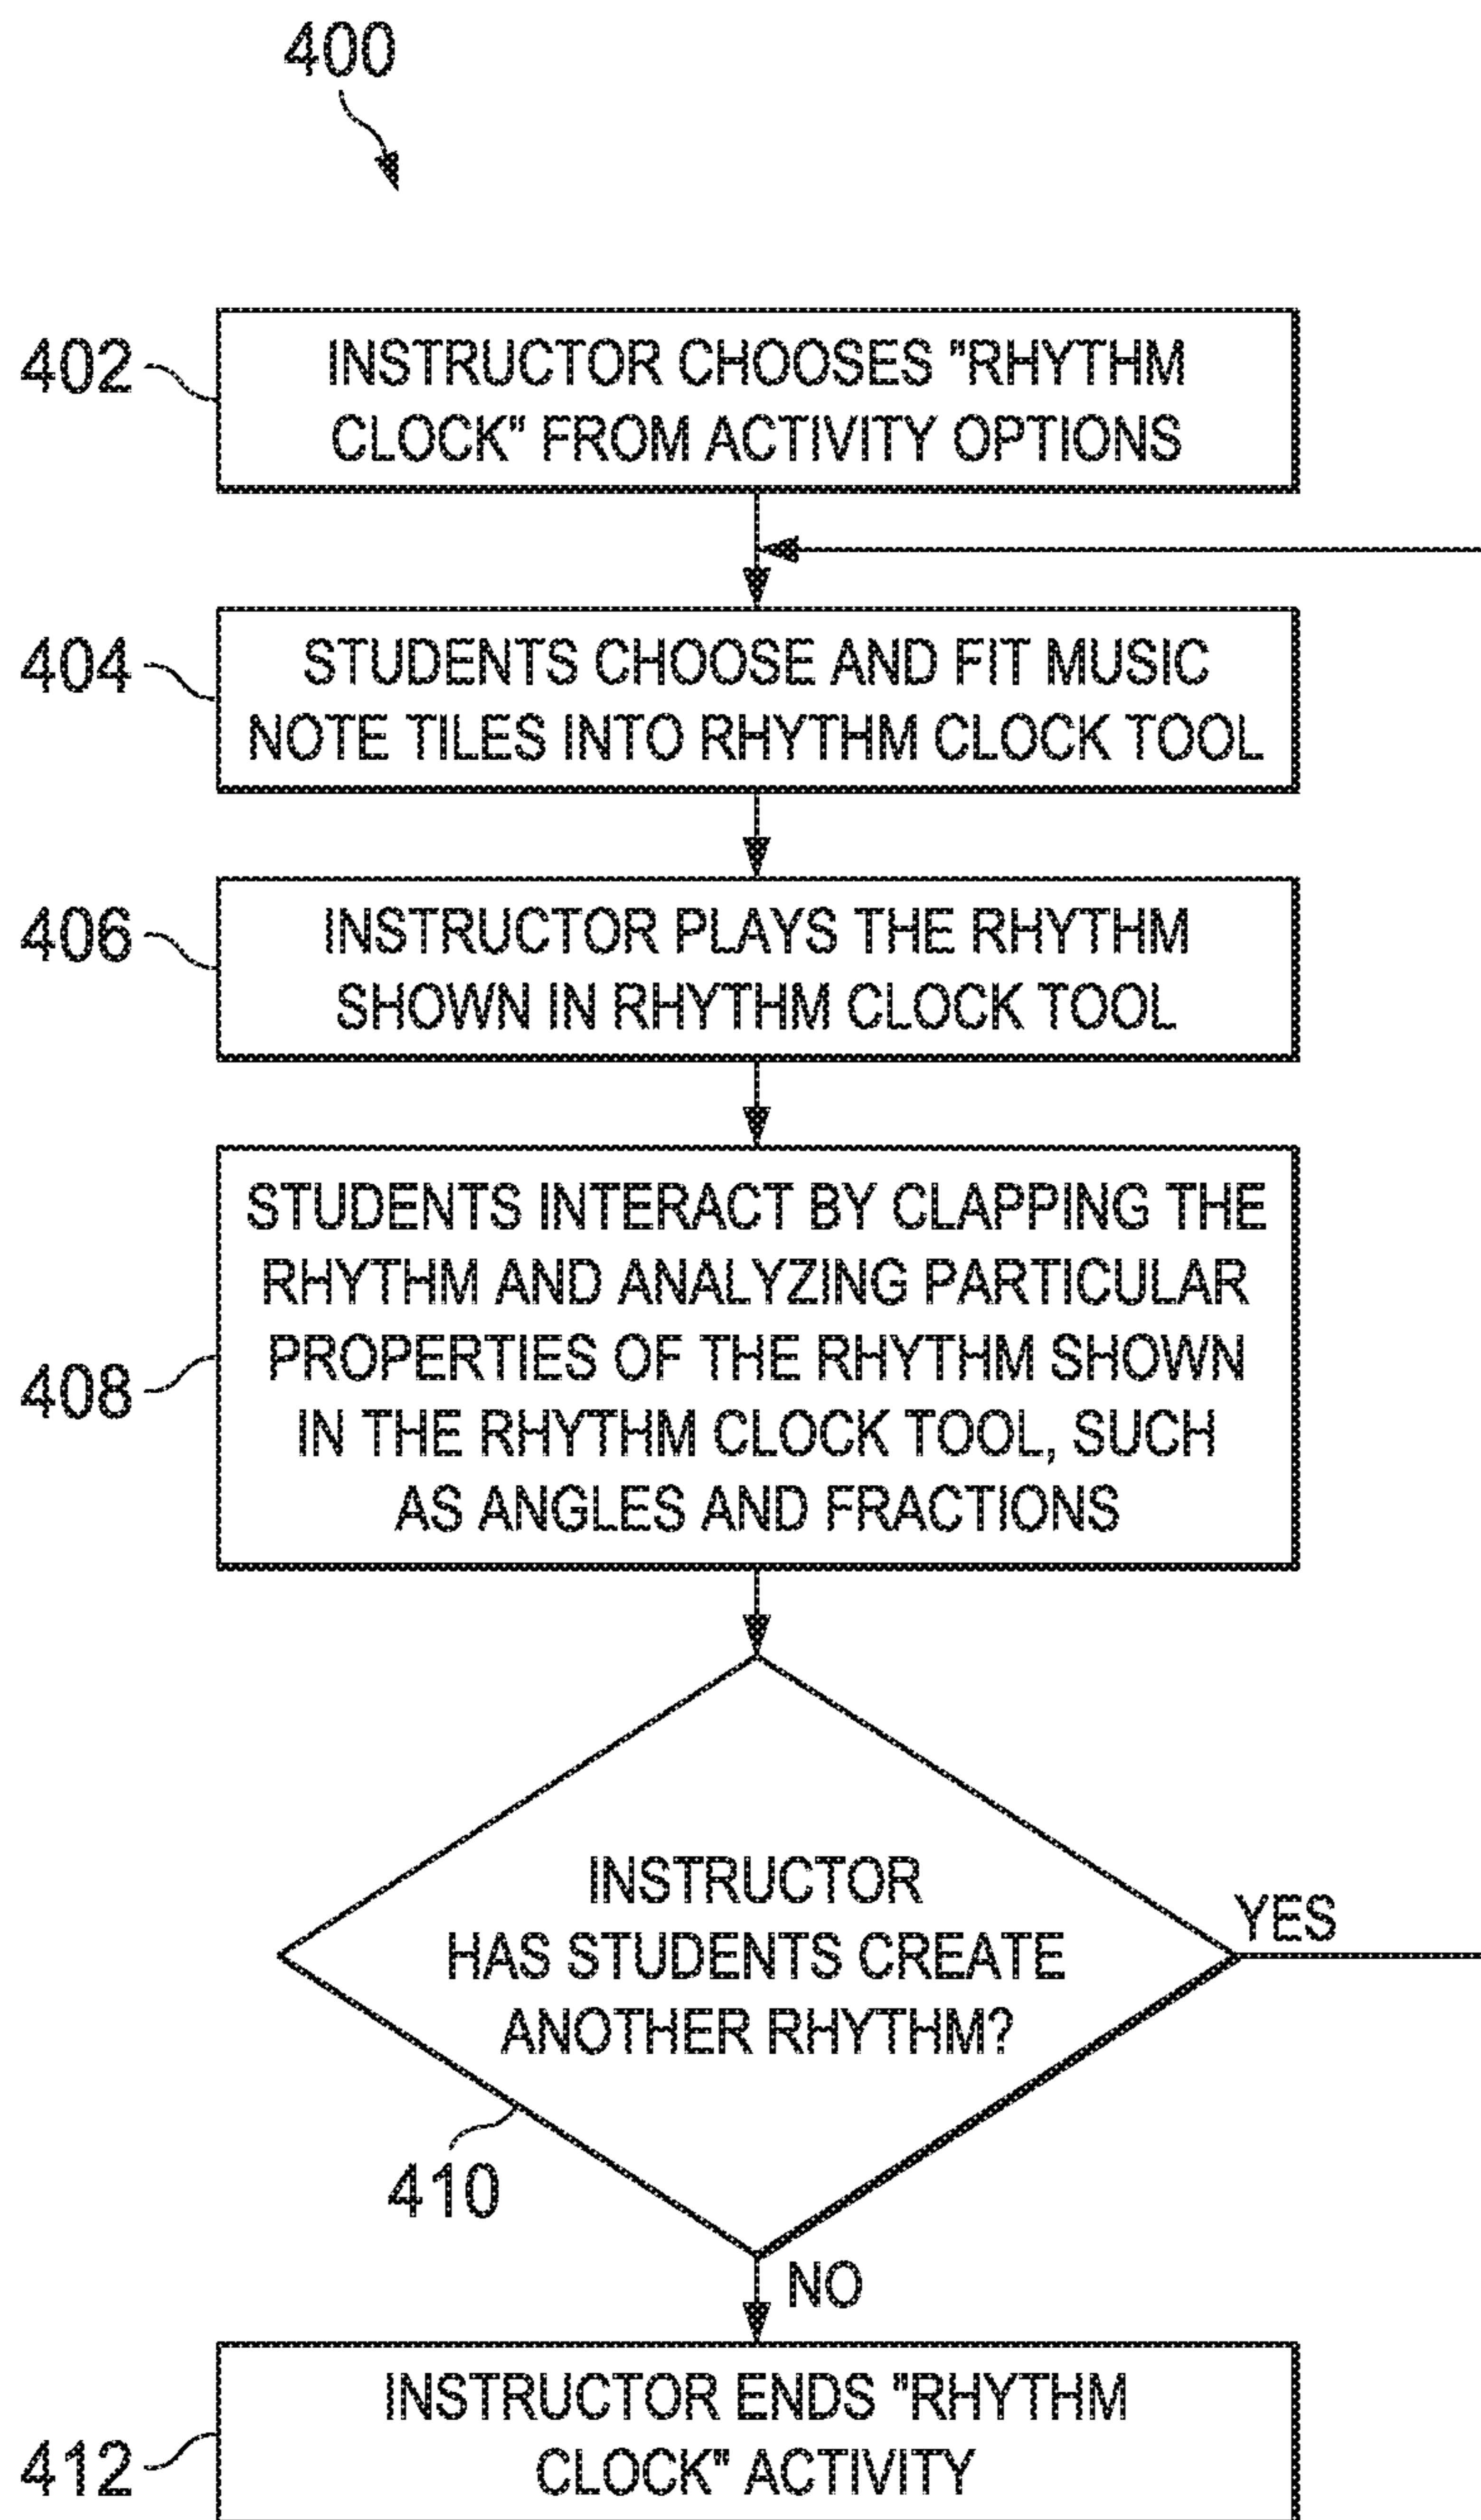 400
402
INSTRUCTOR CHOOSES "RHYTHM
CLOCK" FROM ACTIVITY OPTIONS
404
STUDENTS CHOOSE AND FIT MUSIC
NOTE TILES INTO RHYTHM CLOCK TOOL
406
INSTRUCTOR PLAYS THE RHYTHM
SHOWN IN RHYTHM CLOCK TOOL
408
STUDENTS INTERACT BY CLAPPING THE
RHYTHM AND ANALYZING PARTICULAR
PROPERTIES OF THE RHYTHM SHOWN
IN THE RHYTHM CLOCK TOOL, SUCH
AS ANGLES AND FRACTIONS
INSTRUCTOR
HAS STUDENTS CREATE
ANOTHER RHYTHM?
YES
410
NO
412
INSTRUCTOR ENDS "RHYTHM
CLOCK" ACTIVITY